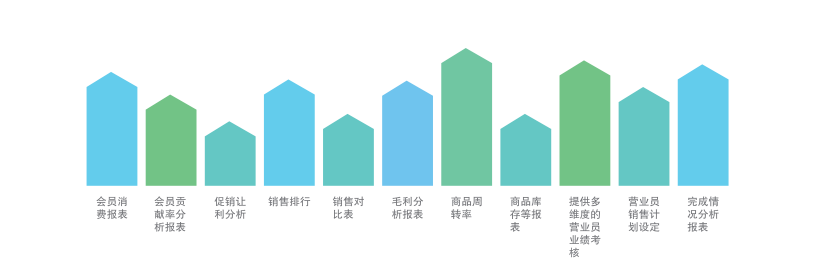 会员消
费报表
会员贡
献率分
析报表
促销让
利分析
销售排行
销售对
比表
毛利分
析报表
商品周
转率
商品库
存等报
表
提供多
维度的
营业员
业绩考
核
营业员
销售计
划设定
完成情
况分析
报表